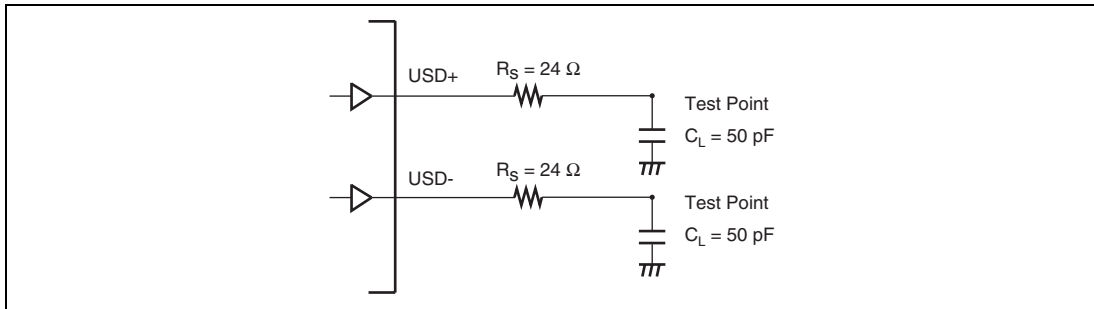 USD+
R_S = 24 Ω
Test Point
C_L = 50 pF
USD-
R_S = 24 Ω
Test Point
C_L = 50 pF